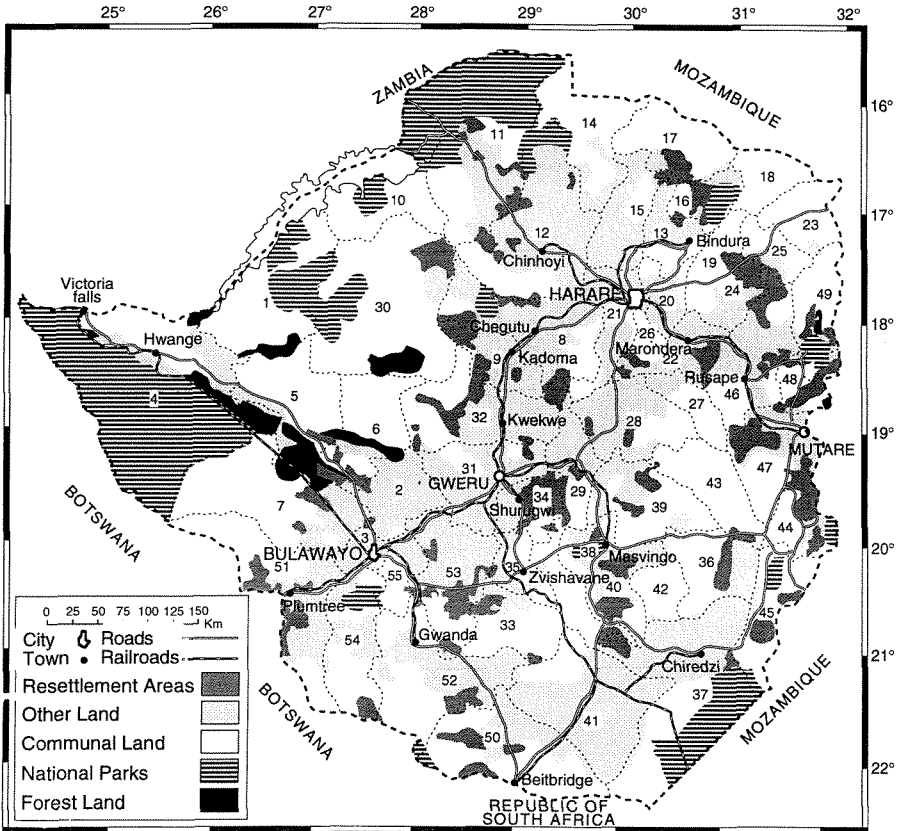 25° 26° 27° 28° 29° 30° 31° 32°
ZAMBIA
MOZAMBIQUE
16°
11
14
17
18
10
15
16
17°
12
13
Bindura
23
Chinhoyi
19
25
Victoria
falls
HARARE
20
24
49
1
30
21
Chegutu
8
26
18°
Hwange
9
Kadoma
Marondera
22
Rusape
48
4
5
46
32
Kwekwe
27
6
28
19°
MUTARE
31
GWERU
47
2
34
29
43
7
Shurugwi
39
44
BOTSWANA
3
BULAWAYO
38
Masvingo
36
20°
51
55
53
35
Zvishavane
40
42
Plumtree
45
33
54
Gwanda
21°
Chiredzi
52
37
MOZAMBIQUE
BOTSWANA
50
41
22°
Beitbridge
REPUBLIC OF
SOUTH AFRICA
0 25 50 75 100 125 150
Km
City Roads
Town Railroads
Resettlement Areas
Other Land
Communal Land
National Parks
Forest Land